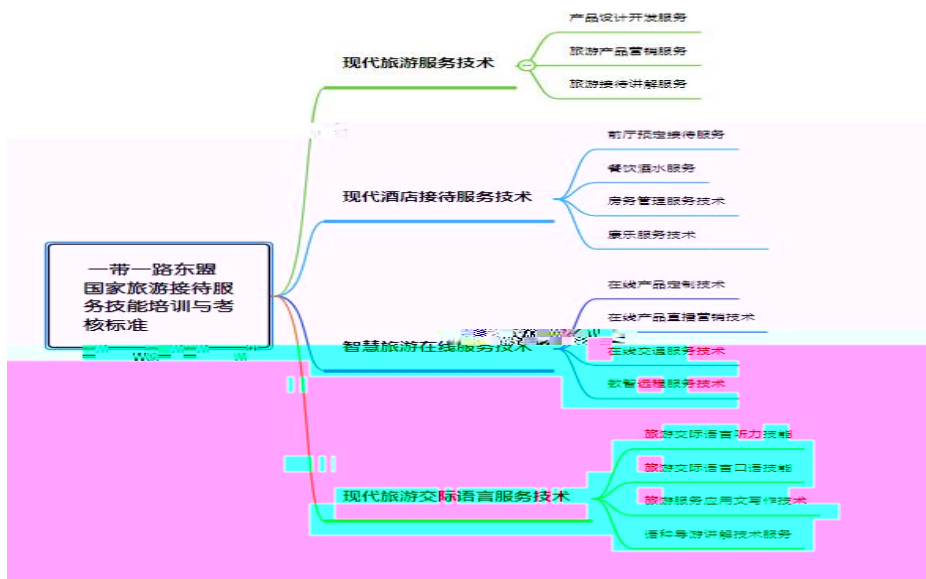 产品设计开发服务
现代旅游服务技术
旅游产品营销服务
旅游接待讲解服务
前厅预定接待服务
餐饮酒水服务
现代酒店接待服务技术
房务管理服务技术
康乐服务技术
一带一路东盟
国家旅游接待服
务技能培训与考
核标准
在线产品定制技术
在线产品直播营销技术
智慧旅游在线服务技术
在线交通服务技术
数智远程服务技术
旅游交际语言听力技能
旅游交际语言口语技能
现代旅游交际语言服务技术
旅游服务应用文写作技术
语种导游讲解技术服务